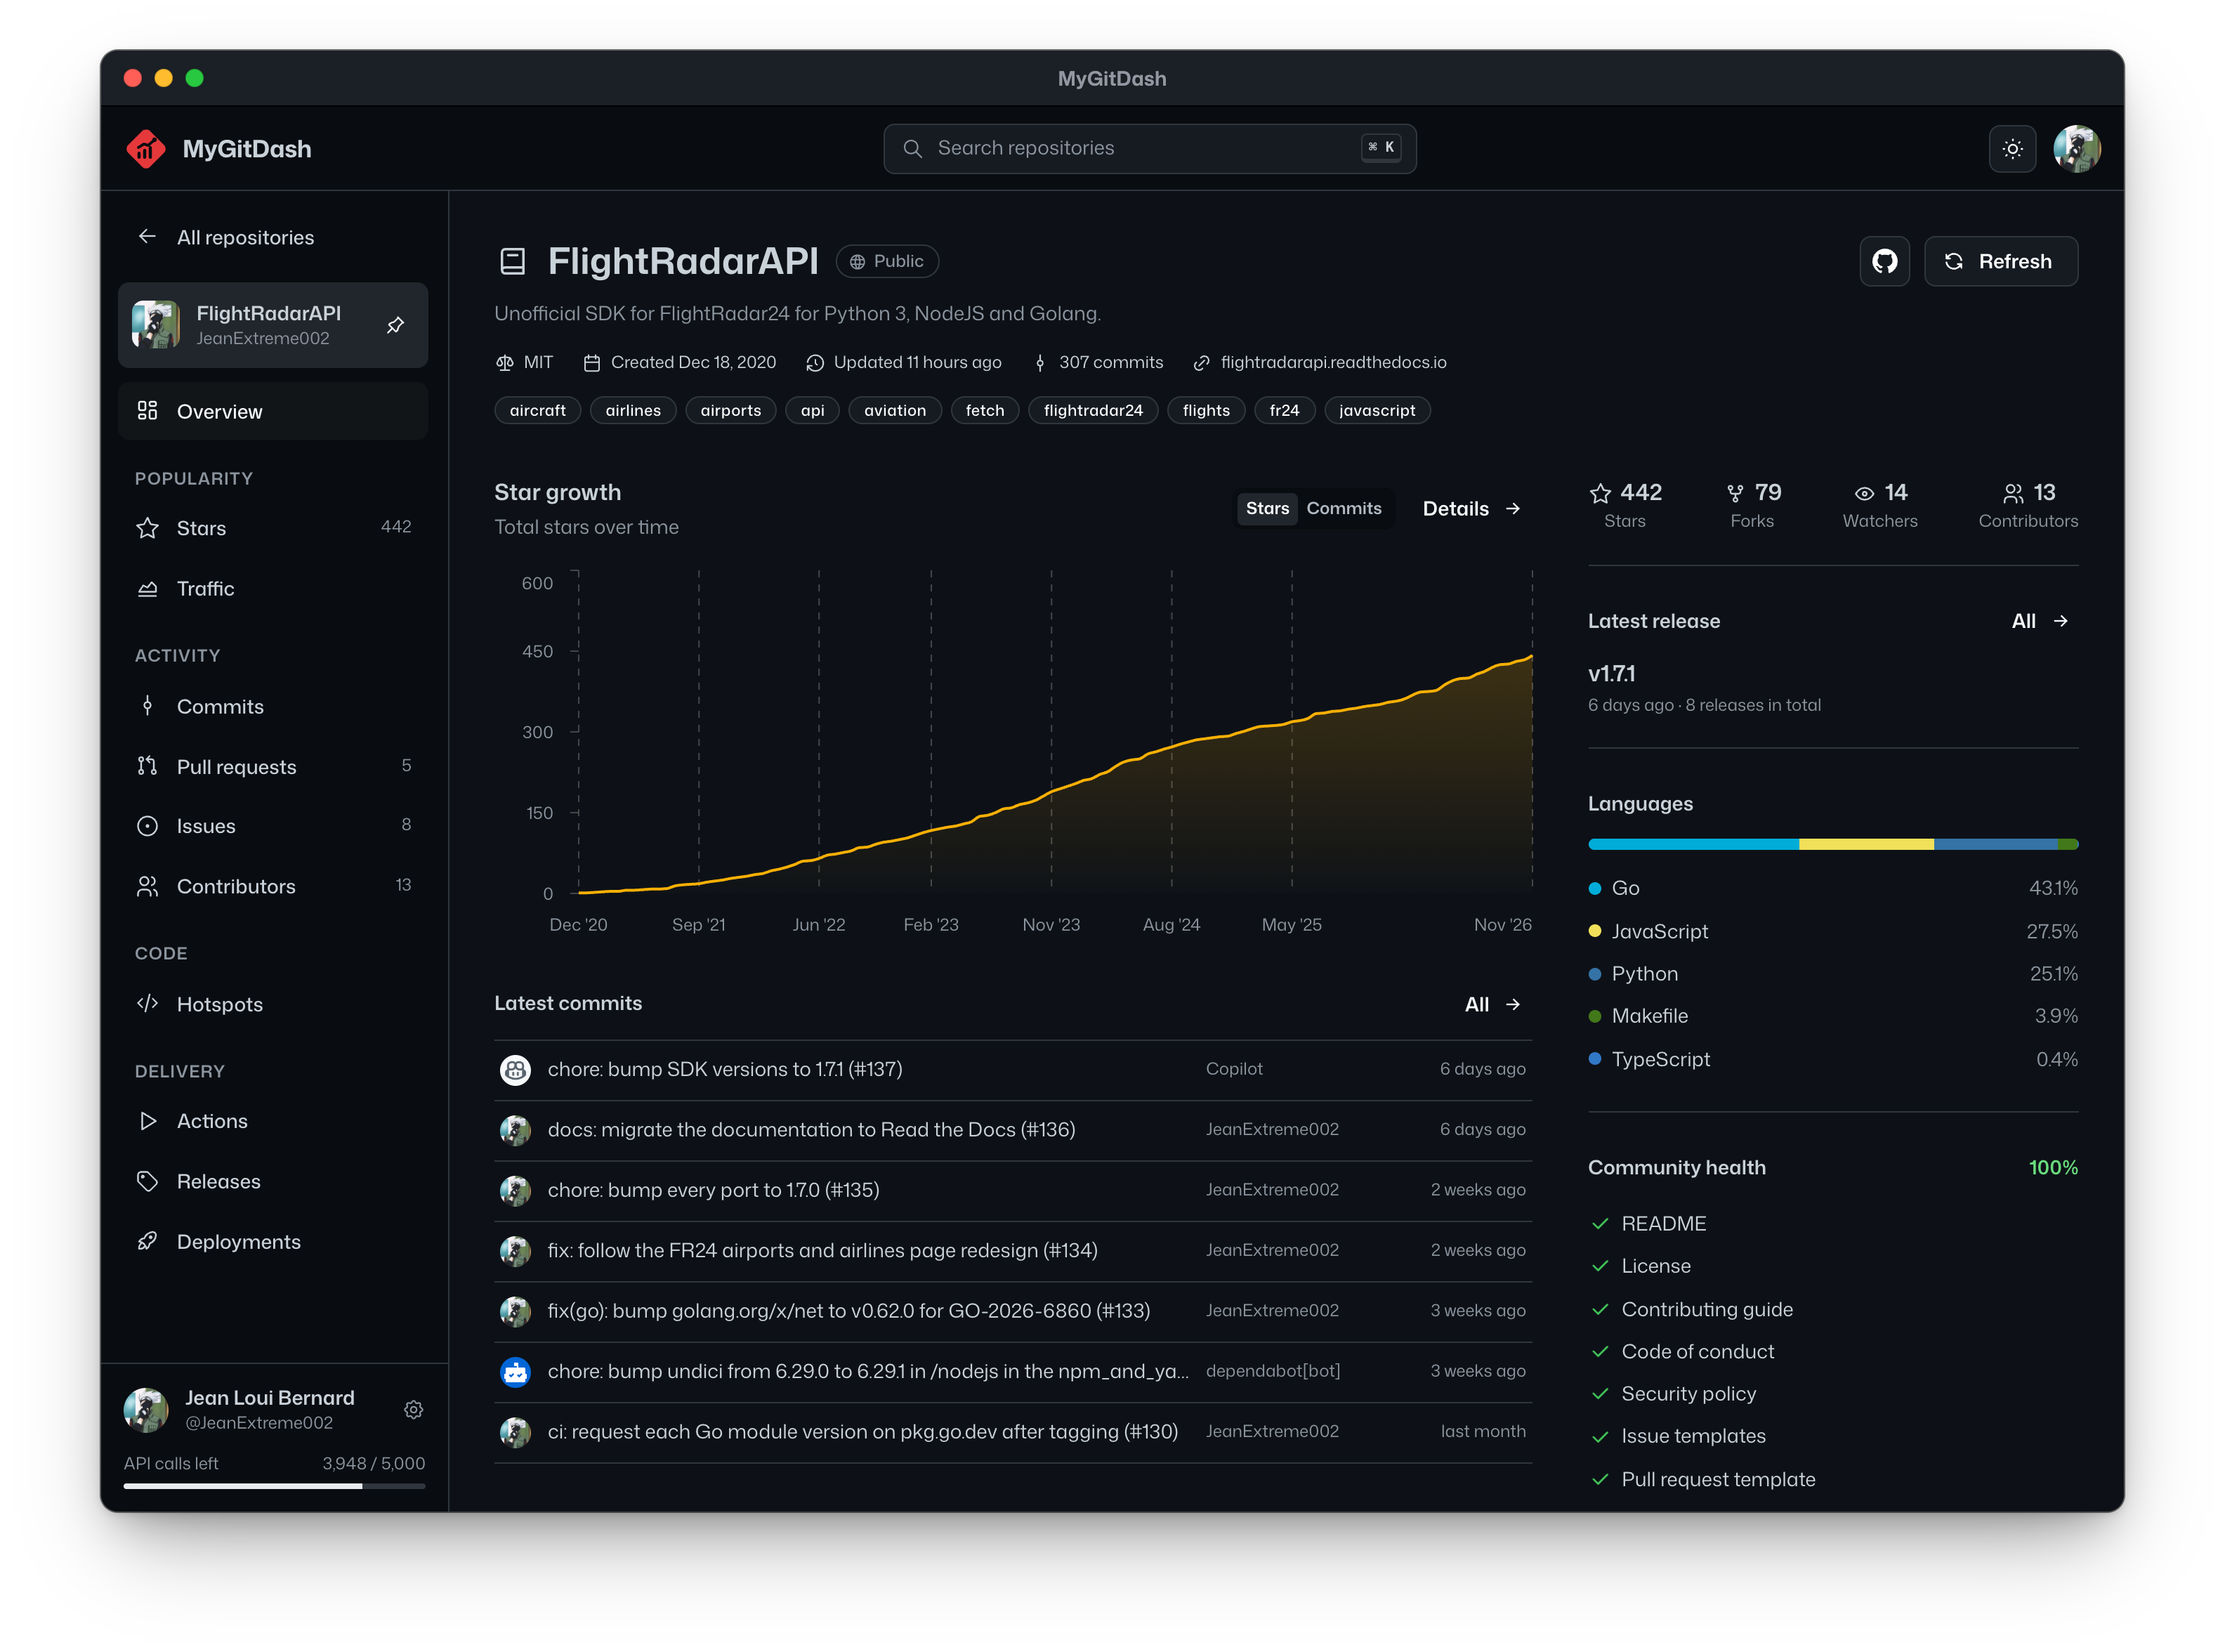 MyGitDash
MyGitDash
Search repositories
⌘ K
All repositories
FlightRadarAPI
JeanExtreme002
Overview
POPULARITY
Stars 442
Traffic
ACTIVITY
Commits
Pull requests 5
Issues 8
Contributors 13
CODE
Hotspots
DELIVERY
Actions
Releases
Deployments
Jean Loui Bernard
@JeanExtreme002
API calls left 3,948 / 5,000
FlightRadarAPI Public
Refresh
Unofficial SDK for FlightRadar24 for Python 3, NodeJS and Golang.
MIT Created Dec 18, 2020 Updated 11 hours ago 307 commits flightradarapi.readthedocs.io
aircraft airlines airports api aviation fetch flightradar24 flights fr24 javascript
Star growth
Total stars over time
Stars Commits Details →
600
450
300
150
0
Dec '20 Sep '21 Jun '22 Feb '23 Nov '23 Aug '24 May '25 Nov '26
Latest commits All →
chore: bump SDK versions to 1.7.1 (#137) Copilot 6 days ago
docs: migrate the documentation to Read the Docs (#136) JeanExtreme002 6 days ago
chore: bump every port to 1.7.0 (#135) JeanExtreme002 2 weeks ago
fix: follow the FR24 airports and airlines page redesign (#134) JeanExtreme002 2 weeks ago
fix(go): bump golang.org/x/net to v0.62.0 for GO-2026-6860 (#133) JeanExtreme002 3 weeks ago
chore: bump undici from 6.29.0 to 6.29.1 in /nodejs in the npm_and_ya... dependabot[bot] 3 weeks ago
ci: request each Go module version on pkg.go.dev after tagging (#130) JeanExtreme002 last month
442 79 14 13
Stars Forks Watchers Contributors
Latest release All →
v1.7.1
6 days ago · 8 releases in total
Languages
Go 43.1%
JavaScript 27.5%
Python 25.1%
Makefile 3.9%
TypeScript 0.4%
Community health 100%
README
License
Contributing guide
Code of conduct
Security policy
Issue templates
Pull request template